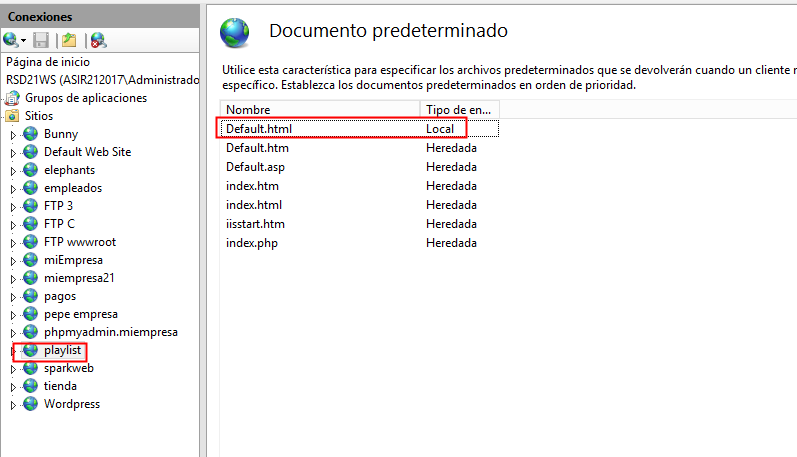 Conexiones
Página de inicio
RSD21WS (ASIR212017\Administrado
Grupos de aplicaciones
Sitios
Bunny
Default Web Site
elephants
empleados
FTP 3
FTP C
FTP wwwroot
miEmpresa
miempresa21
pagos
pepe empresa
phpmyadmin.miempresa
playlist
sparkweb
tienda
Wordpress
Documento predeterminado
Utilice esta característica para especificar los archivos predeterminados que se devolverán cuando un cliente n
específico. Establezca los documentos predeterminados en orden de prioridad.
Nombre Tipo de en...
Default.html Local
Default.htm Heredada
Default.asp Heredada
index.htm Heredada
index.html Heredada
iisstart.htm Heredada
index.php Heredada